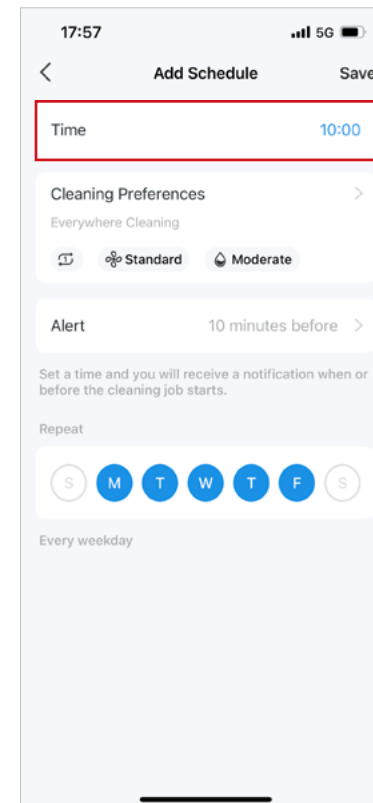 17:57 5G
Add Schedule Save
Time 10:00
Cleaning Preferences
Everywhere Cleaning
1 Standard Moderate
Alert 10 minutes before
Set a time and you will receive a notification when or
before the cleaning job starts.
Repeat
S M T W T F S
Every weekday